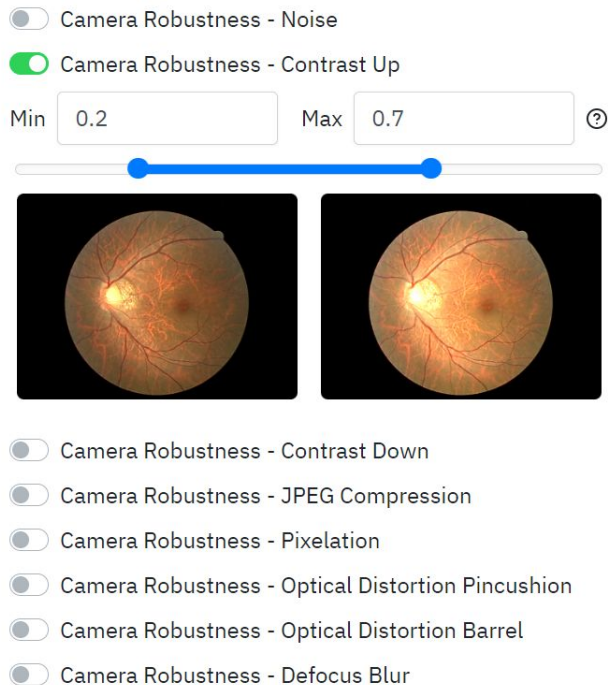 Camera Robustness - Noise
Camera Robustness - Contrast Up
Min 0.2 Max 0.7 ?
Camera Robustness - Contrast Down
Camera Robustness - JPEG Compression
Camera Robustness - Pixelation
Camera Robustness - Optical Distortion Pincushion
Camera Robustness - Optical Distortion Barrel
Camera Robustness - Defocus Blur